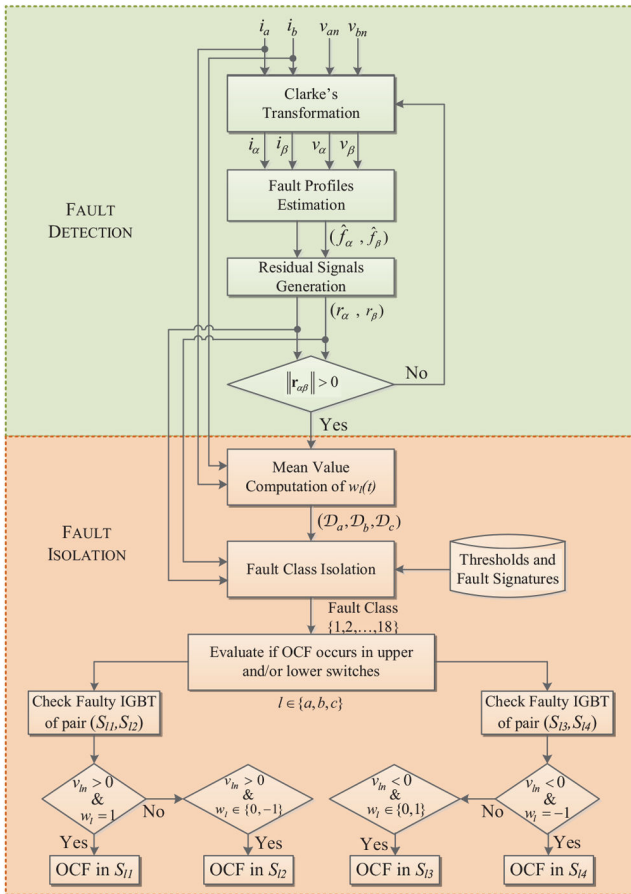 i_a i_b v_an v_bn
Clarke's
Transformation
i_α i_β v_α v_β
Fault Profiles
Estimation
(f̂_α , f̂_β)
FAULT
DETECTION
Residual Signals
Generation
(r_α , r_β)
‖r_αβ‖ > 0
No
Yes
Mean Value
Computation of w_l(t)
(𝒟_a, 𝒟_b, 𝒟_c)
FAULT
ISOLATION
Fault Class Isolation
Thresholds and
Fault Signatures
Fault Class
{1,2,…,18}
Evaluate if OCF occurs in upper
and/or lower switches
l ∈ {a, b, c}
Check Faulty IGBT
of pair (S_l1, S_l2)
Check Faulty IGBT
of pair (S_l3, S_l4)
v_ln > 0
&
w_l = 1
No
Yes
v_ln > 0
&
w_l ∈ {0, −1}
Yes
v_ln < 0
&
w_l ∈ {0, 1}
Yes
No
v_ln < 0
&
w_l = −1
Yes
OCF in S_l1
OCF in S_l2
OCF in S_l3
OCF in S_l4